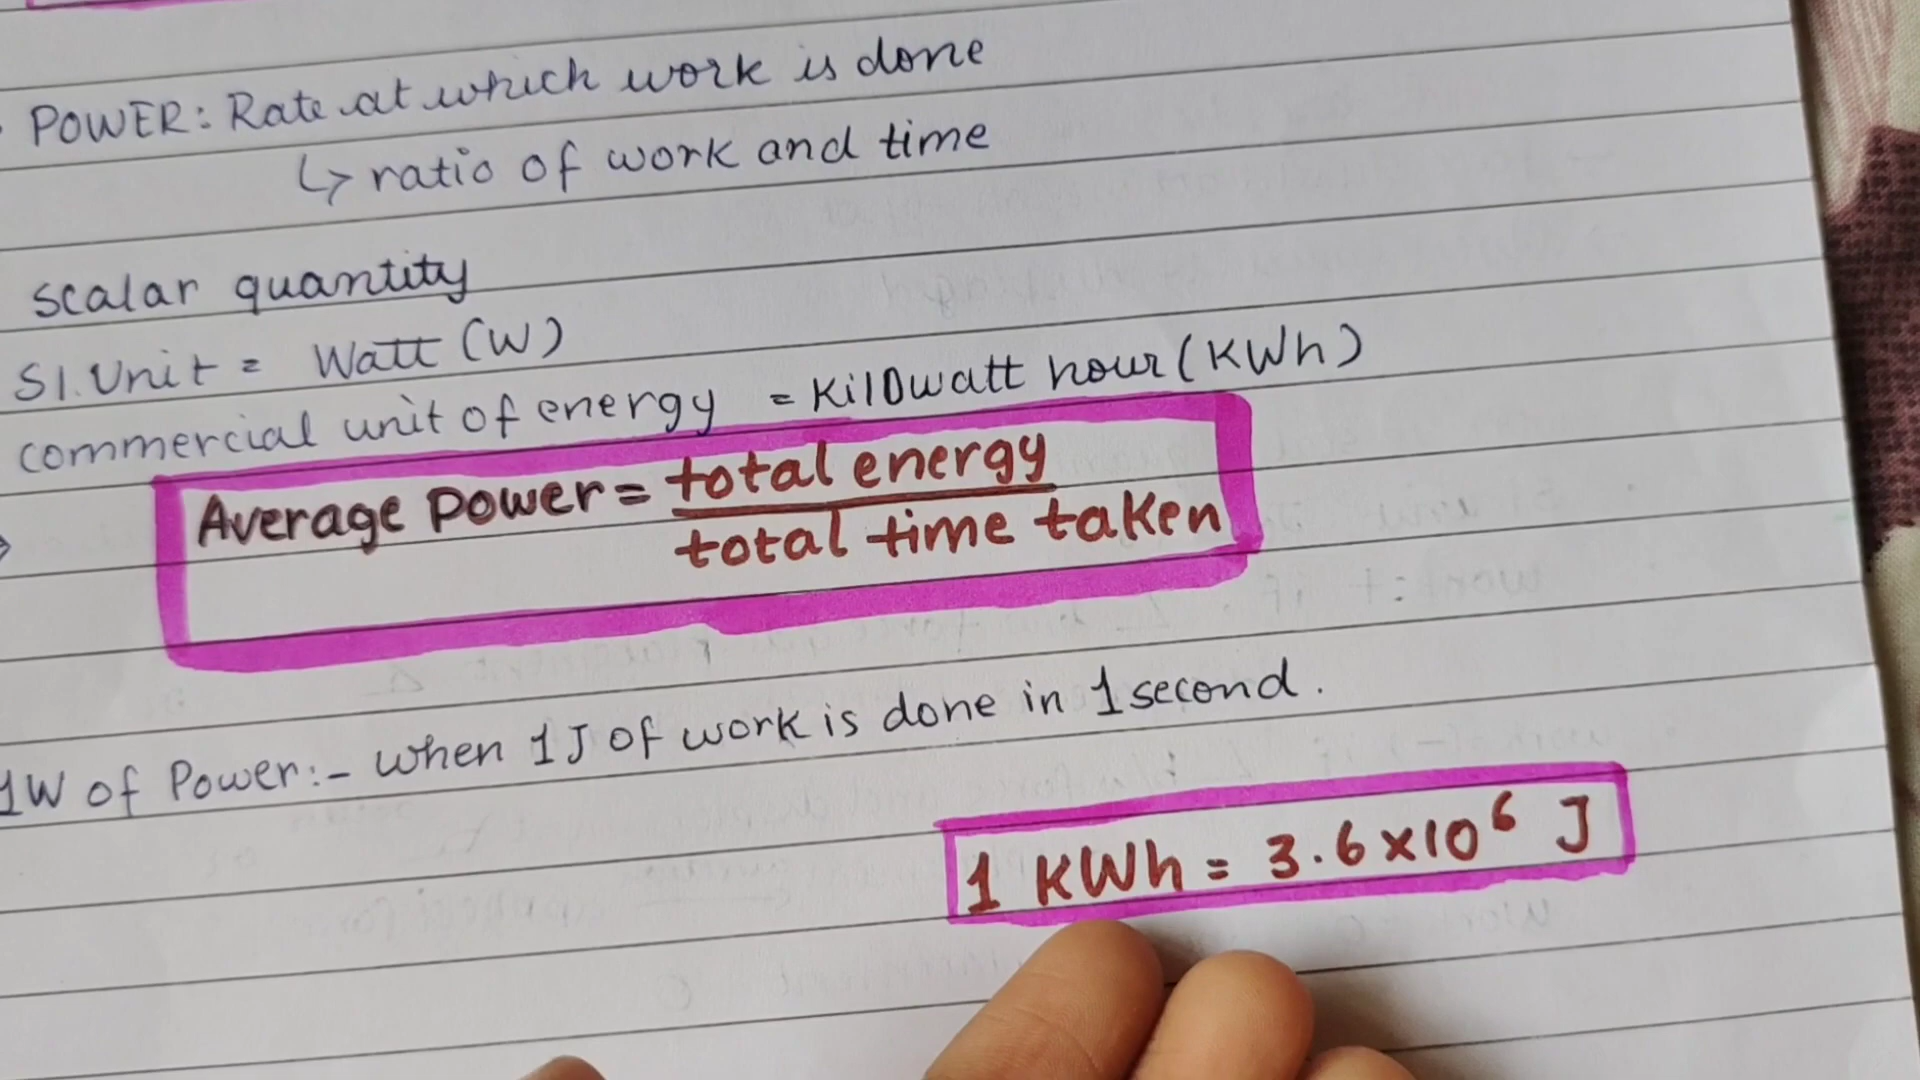 POWER: Rate at which work is done
↳ ratio of work and time
scalar quantity
SI. Unit = Watt (W)
commercial unit of energy = Kilowatt hour (KWh)
Average power = total energy
total time taken
1W of Power:- when 1J of work is done in 1 second.
1 KWh = 3.6×10⁶ J